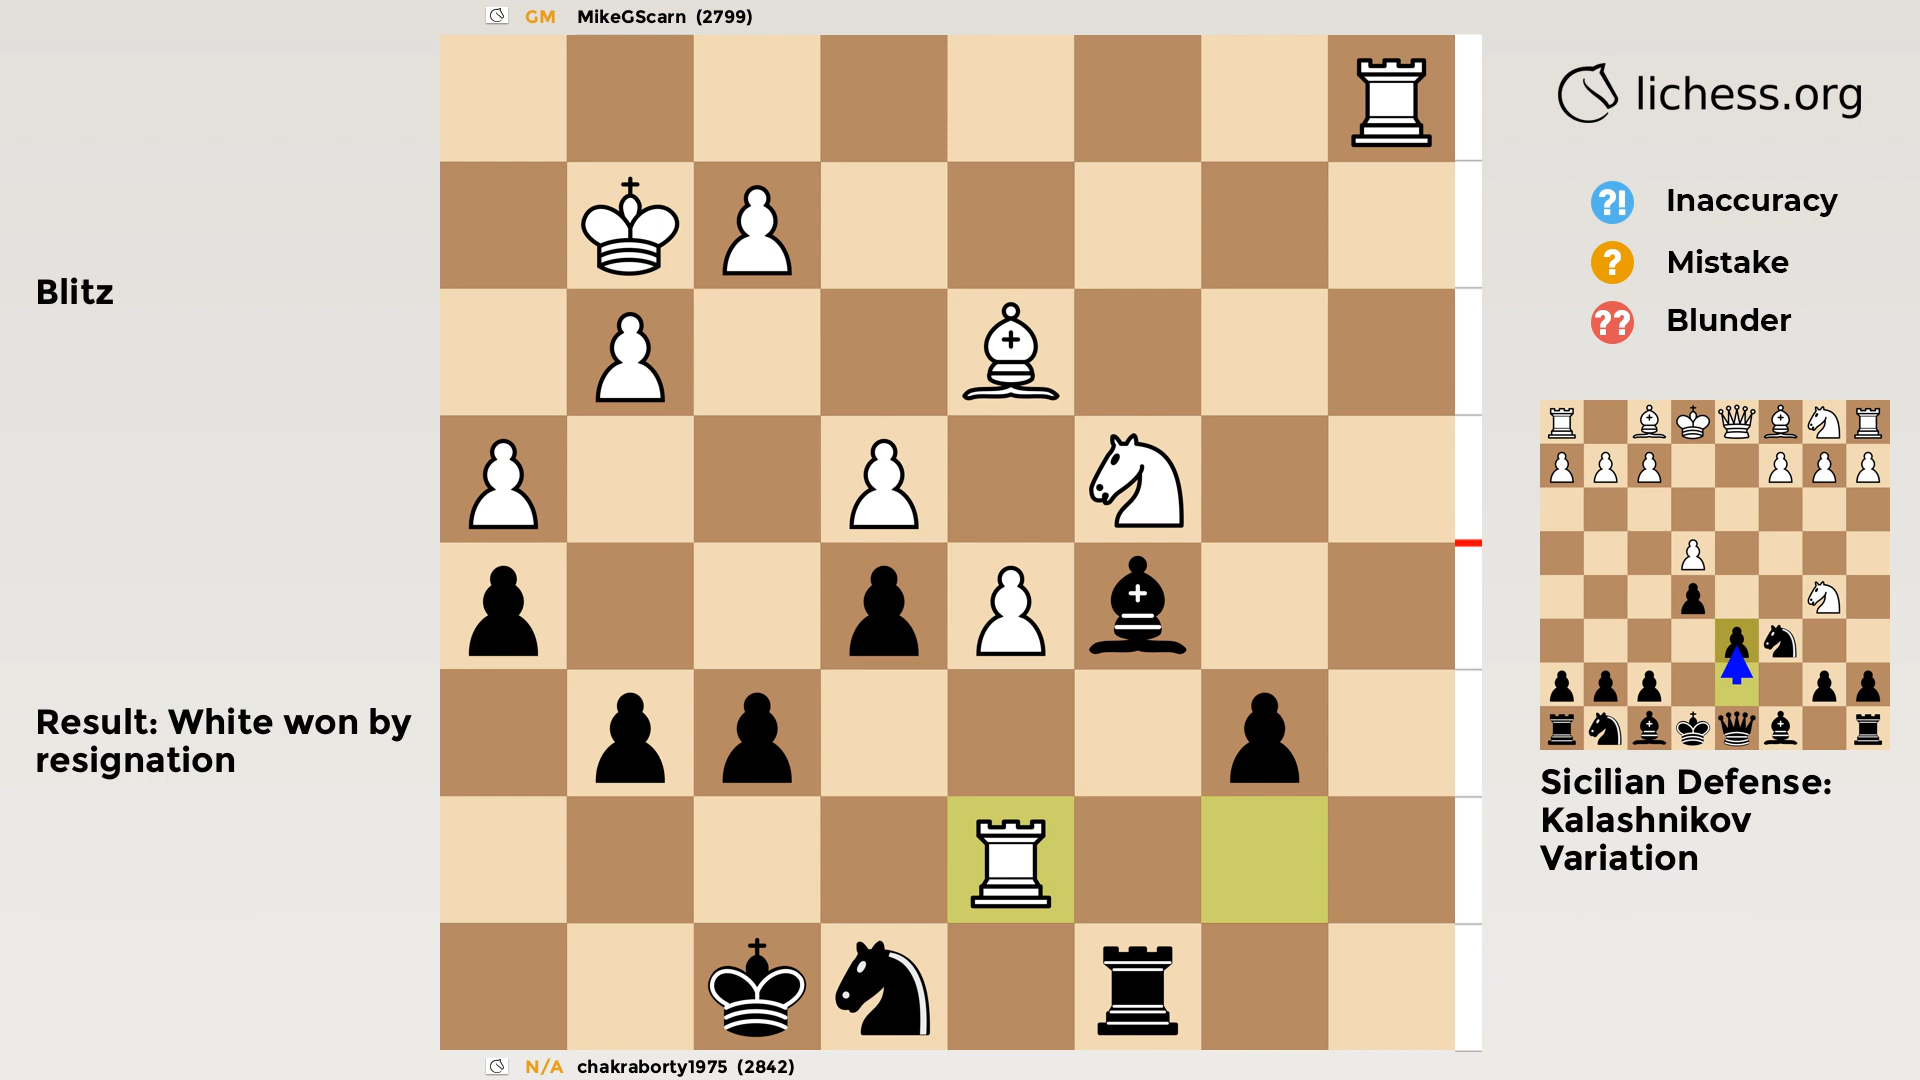 GM MikeGScarn (2799)
lichess.org
?! Inaccuracy
? Mistake
?? Blunder
Blitz
Result: White won by
resignation
Sicilian Defense:
Kalashnikov
Variation
N/A chakraborty1975 (2842)